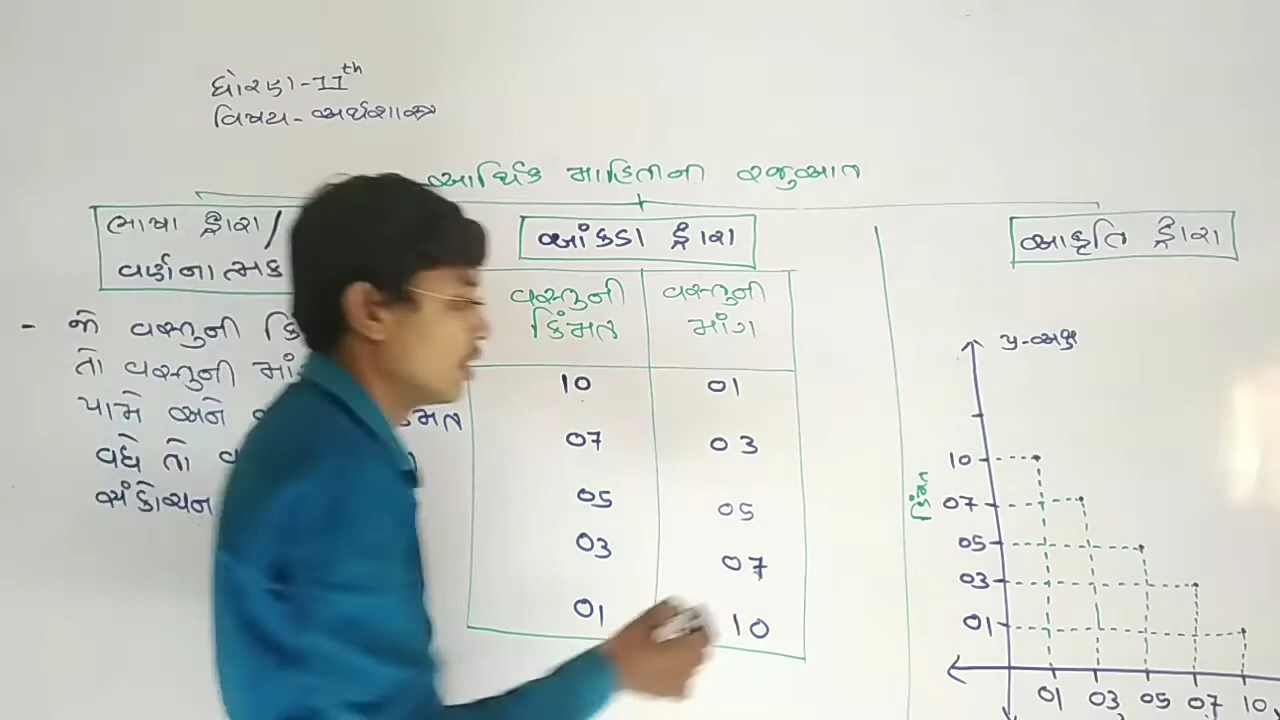 ધોરણ-11th
વિષય-અર્થશાસ્ત્ર
આર્થિક માહિતીની રજુઆત
ભાષા દ્વારા/
વર્ણનાત્મક
- જો વસ્તુની
તો વસ્તુની
પામે અને
વધે તો
સંકોચન
આંકડા દ્વારા
વસ્તુની કિંમત
વસ્તુની માંગ
10 01
07 03
05 05
03 07
01 10
આકૃતિ દ્વારા
પુ-અક્ષ
કિંમત
10
07
05
03
01
01 03 05 07 10